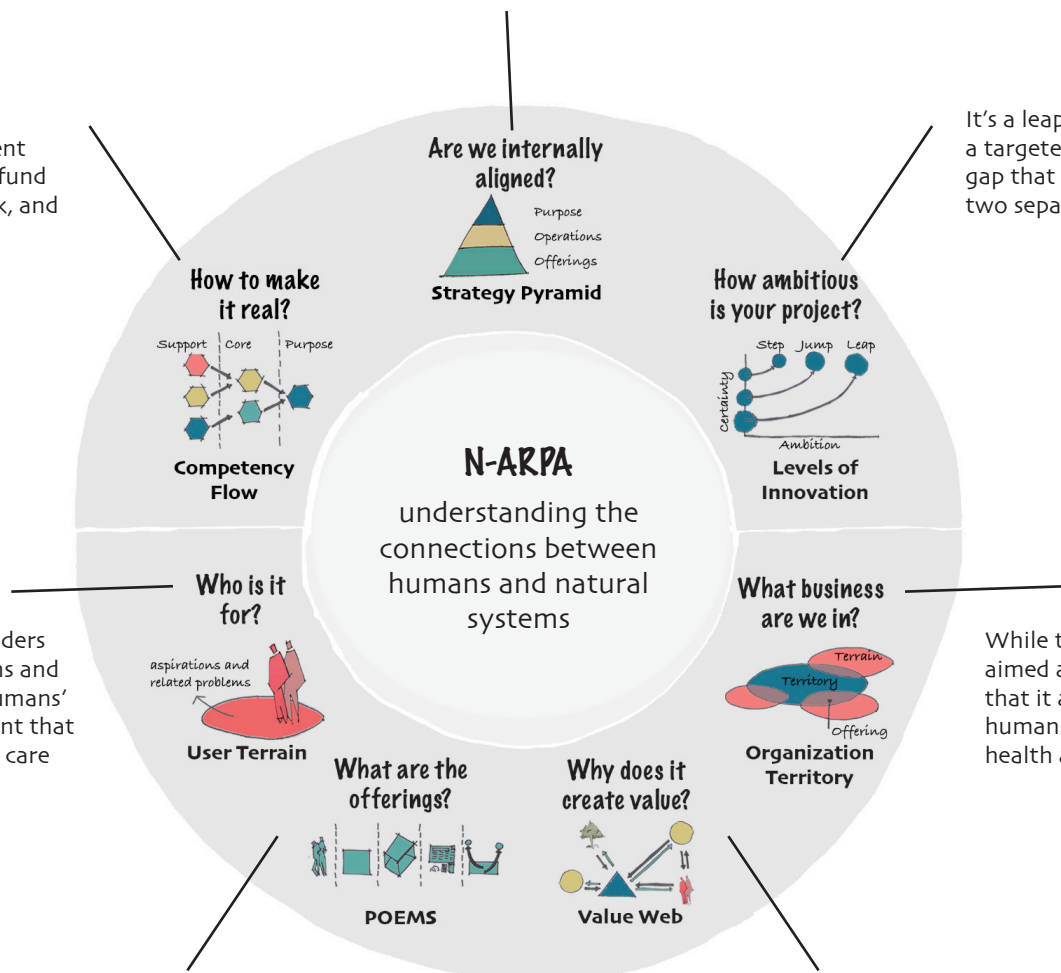 ent
fund
k, and
It's a leap
a targete
gap that
two sepa
Are we internally
aligned?
Purpose
Operations
Offerings
Strategy Pyramid
How to make
it real?
Support
Core
Purpose
Competency
Flow
How ambitious
is your project?
Step
Jump
Leap
Certainty
Ambition
Levels of
Innovation
N-ARPA
understanding the
connections between
humans and natural
systems
Who is it
for?
aspirations and
related problems
User Terrain
ders
ns and
umans'
nt that
care
What business
are we in?
Terrain
Territory
Offering
Organization
Territory
While t
aimed a
that it a
human
health a
What are the
offerings?
POEMS
Why does it
create value?
Value Web